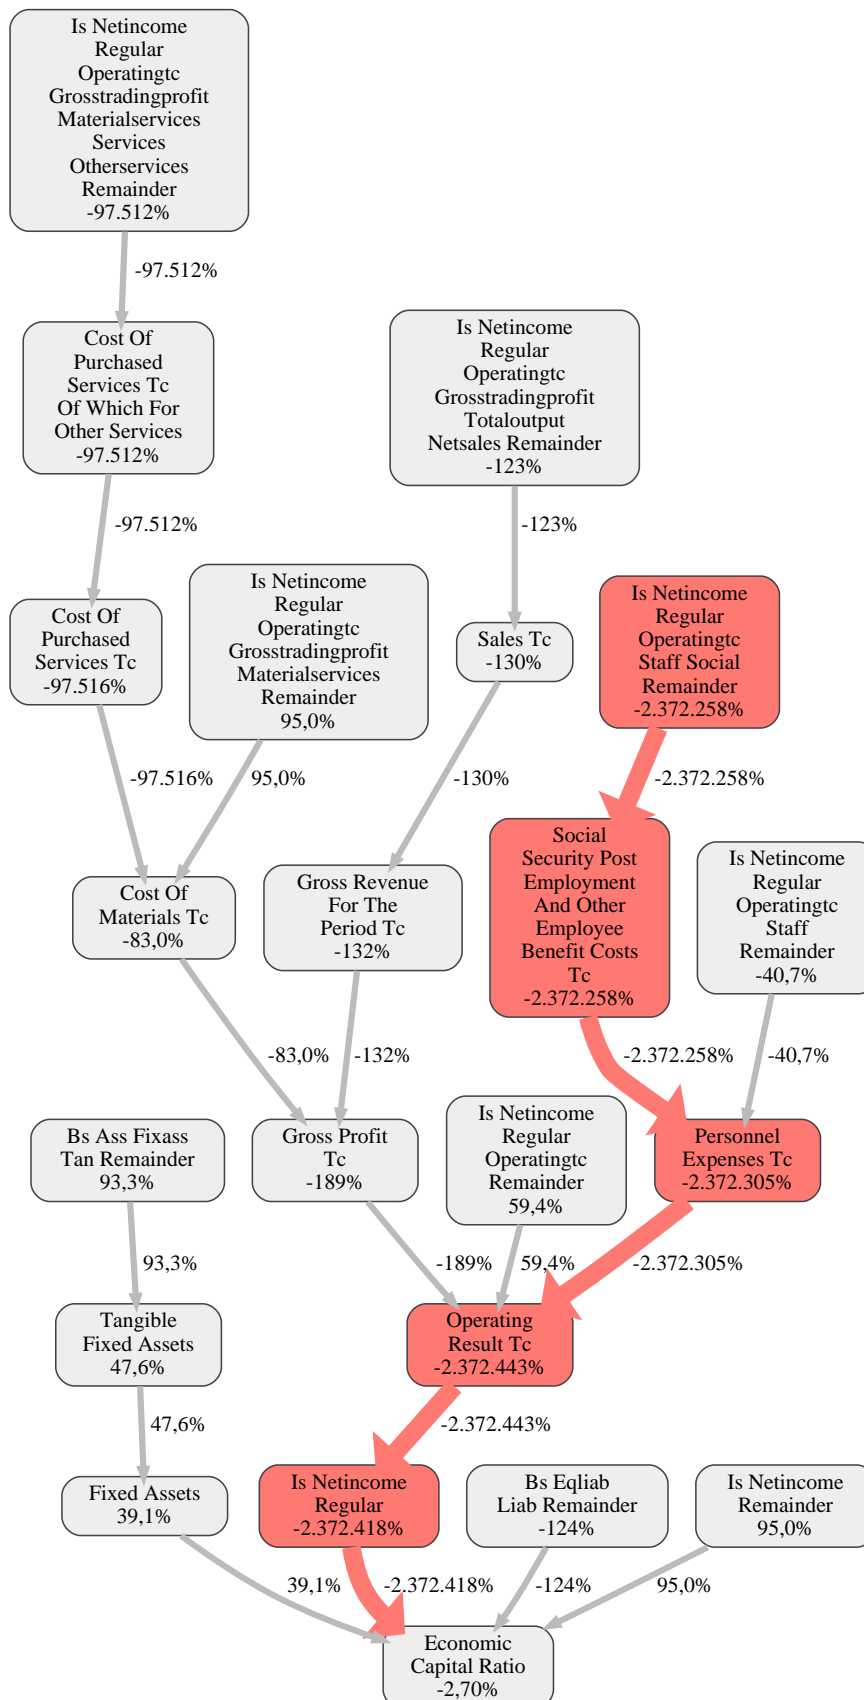 Is Netincome
Regular
Operatingtc
Grosstradingprofit
Materialservices
Services
Otherservices
Remainder
-97.512%
-97.512%
Cost Of
Purchased
Services Tc
Of Which For
Other Services
-97.512%
Is Netincome
Regular
Operatingtc
Grosstradingprofit
Totaloutput
Netsales Remainder
-123%
-97.512%
-123%
Cost Of
Purchased
Services Tc
-97.516%
Is Netincome
Regular
Operatingtc
Grosstradingprofit
Materialservices
Remainder
95,0%
Sales Tc
-130%
Is Netincome
Regular
Operatingtc
Staff Social
Remainder
-2.372.258%
-97.516%
95,0%
-130%
-2.372.258%
Cost Of
Materials Tc
-83,0%
Gross Revenue
For The
Period Tc
-132%
Social
Security Post
Employment
And Other
Employee
Benefit Costs
Tc
-2.372.258%
Is Netincome
Regular
Operatingtc
Staff
Remainder
-40,7%
-83,0%
-132%
-2.372.258%
-40,7%
Bs Ass Fixass
Tan Remainder
93,3%
Gross Profit
Tc
-189%
Is Netincome
Regular
Operatingtc
Remainder
59,4%
Personnel
Expenses Tc
-2.372.305%
93,3%
-189%
59,4%
-2.372.305%
Tangible
Fixed Assets
47,6%
Operating
Result Tc
-2.372.443%
47,6%
-2.372.443%
Fixed Assets
39,1%
Is Netincome
Regular
-2.372.418%
Bs Eqliab
Liab Remainder
-124%
Is Netincome
Remainder
95,0%
39,1%
-2.372.418%
-124%
95,0%
Economic
Capital Ratio
-2,70%